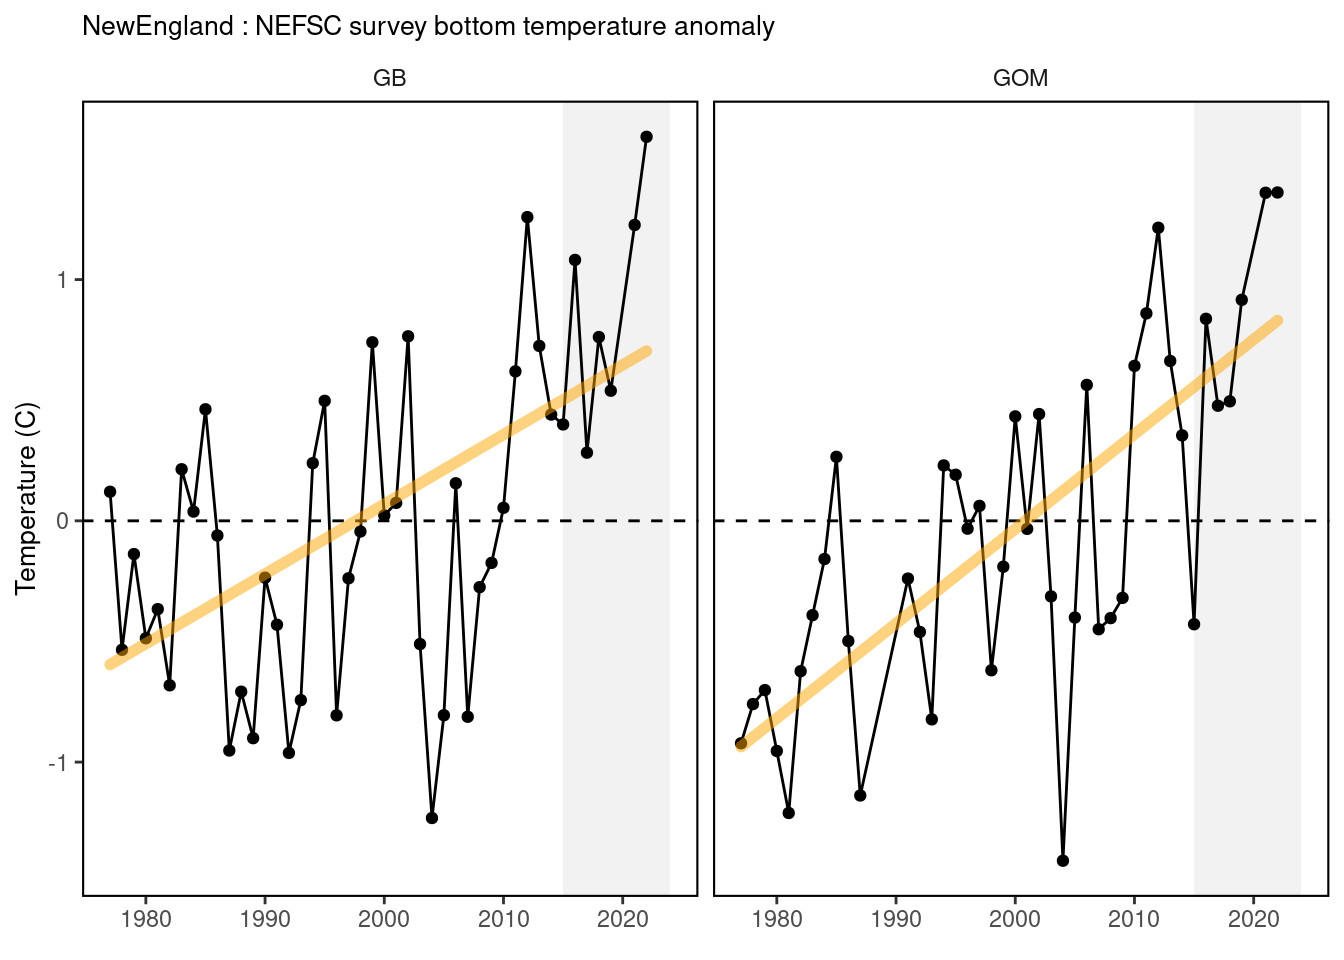 NewEngland : NEFSC survey bottom temperature anomaly
GB
GOM
Temperature (C)
1
0
-1
1980 1990 2000 2010 2020
1980 1990 2000 2010 2020